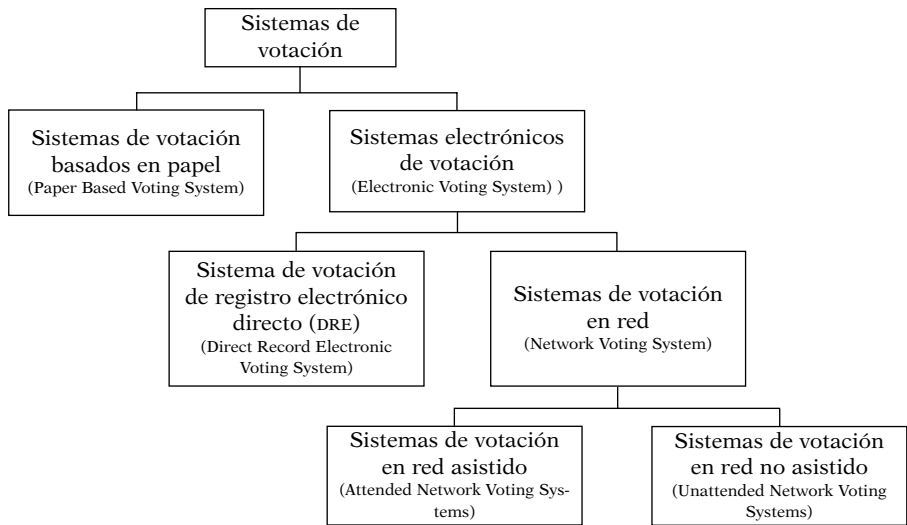 Sistemas de
votación
Sistemas de votación
basados en papel
(Paper Based Voting System)
Sistemas electrónicos
de votación
(Electronic Voting System) )
Sistema de votación
de registro electrónico
directo (DRE)
(Direct Record Electronic
Voting System)
Sistemas de votación
en red
(Network Voting System)
Sistemas de votación
en red asistido
(Attended Network Voting Sys-
tems)
Sistemas de votación
en red no asistido
(Unattended Network Voting
Systems)